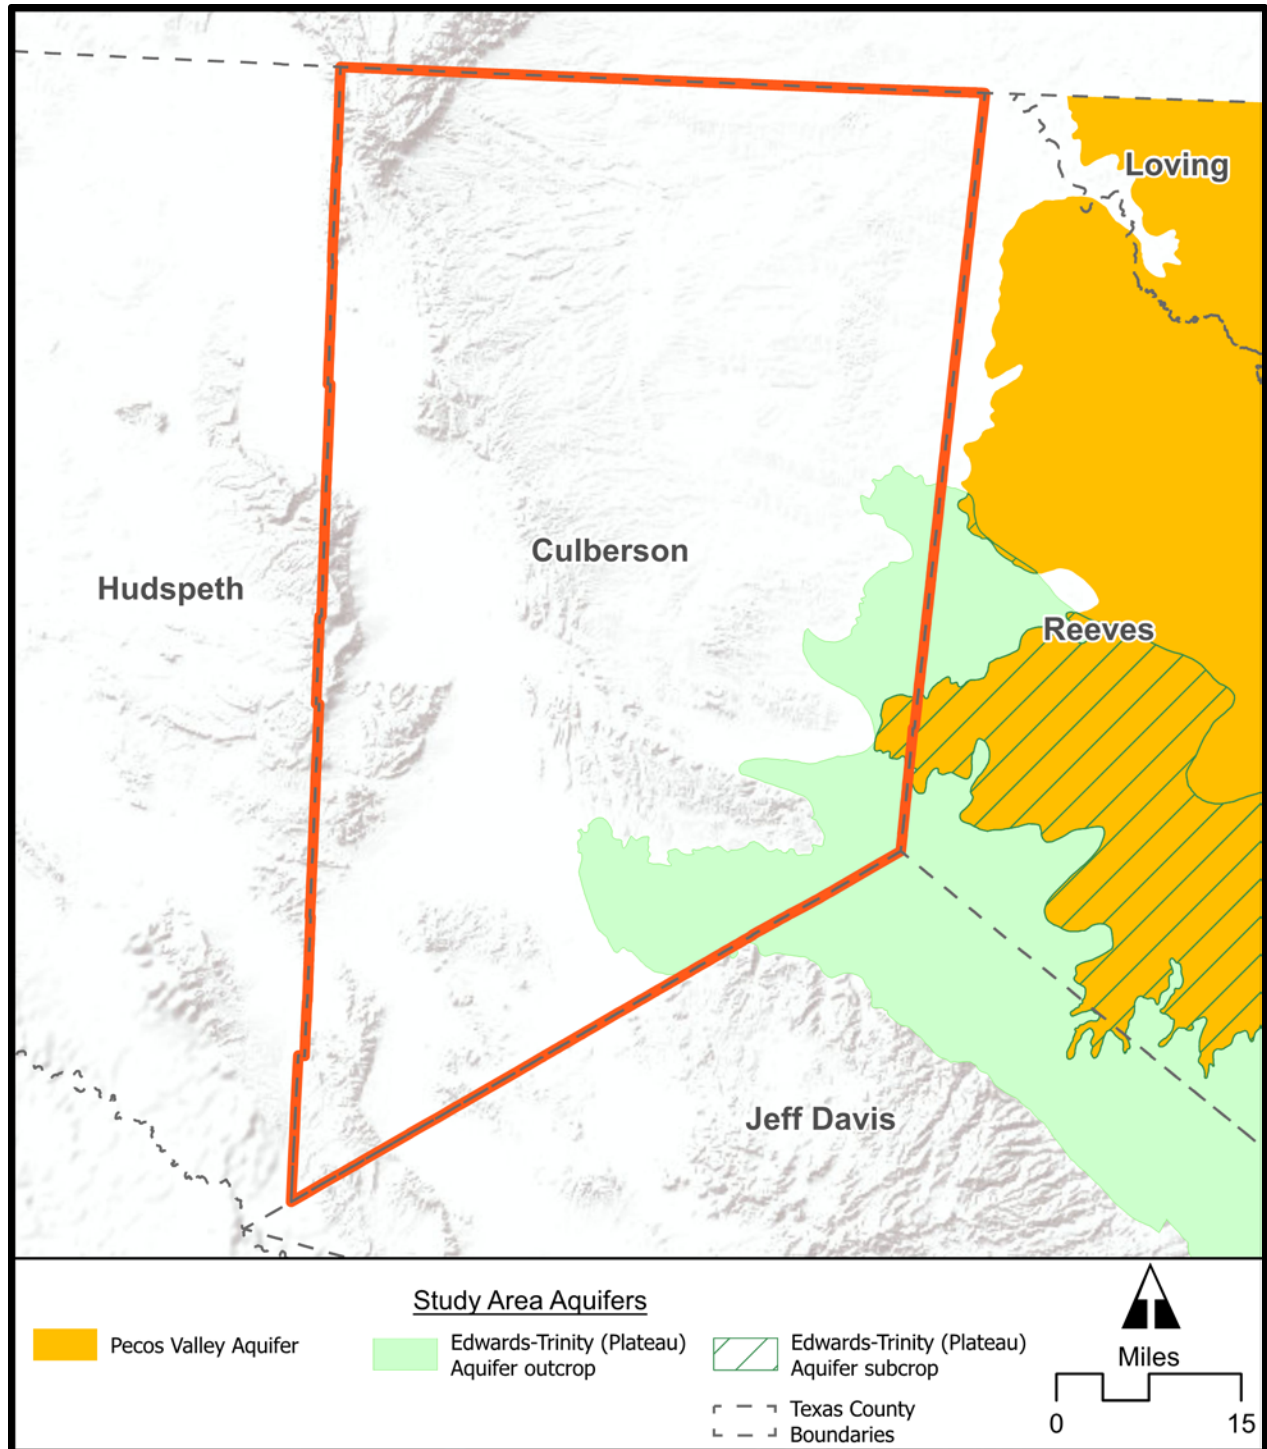 Loving
Culberson
Hudspeth
Reeves
Jeff Davis
Study Area Aquifers
Pecos Valley Aquifer
Edwards-Trinity (Plateau)
Aquifer outcrop
Edwards-Trinity (Plateau)
Aquifer subcrop
Texas County
Boundaries
Miles
0 15